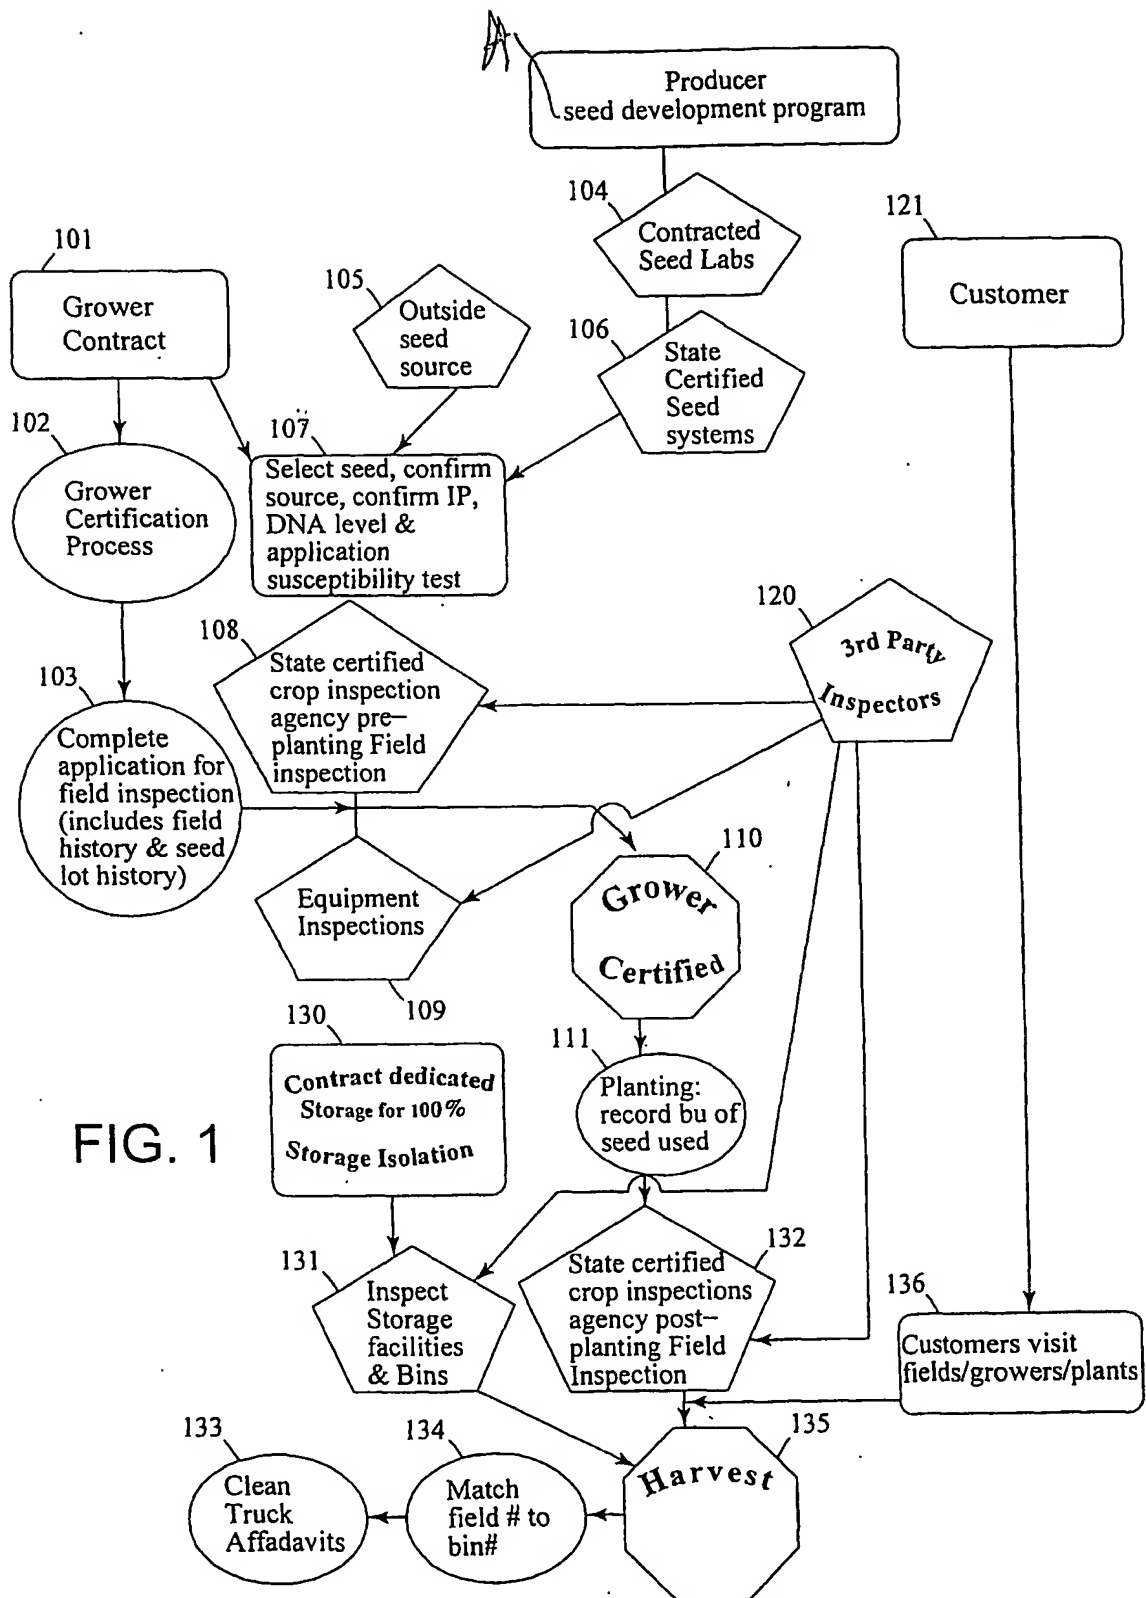 Producer
seed development program
104
Contracted
Seed Labs
121
Customer
101
Grower
Contract
105
Outside
seed
source
106
State
Certified
Seed
systems
102
Grower
Certification
Process
107
Select seed, confirm
source, confirm IP,
DNA level &
application
susceptibility test
108
State certified
crop inspection
agency pre–
planting Field
inspection
120
3rd Party
Inspectors
103
Complete
application for
field inspection
(includes field
history & seed
lot history)
110
Grower
Certified
Equipment
Inspections
109
130
Contract dedicated
Storage for 100%
Storage Isolation
111
Planting:
record bu of
seed used
FIG. 1
131
Inspect
Storage
facilities
& Bins
132
State certified
crop inspections
agency post–
planting Field
Inspection
136
Customers visit
fields/growers/plants
133
Clean
Truck
Affadavits
134
Match
field # to
bin#
135
Harvest